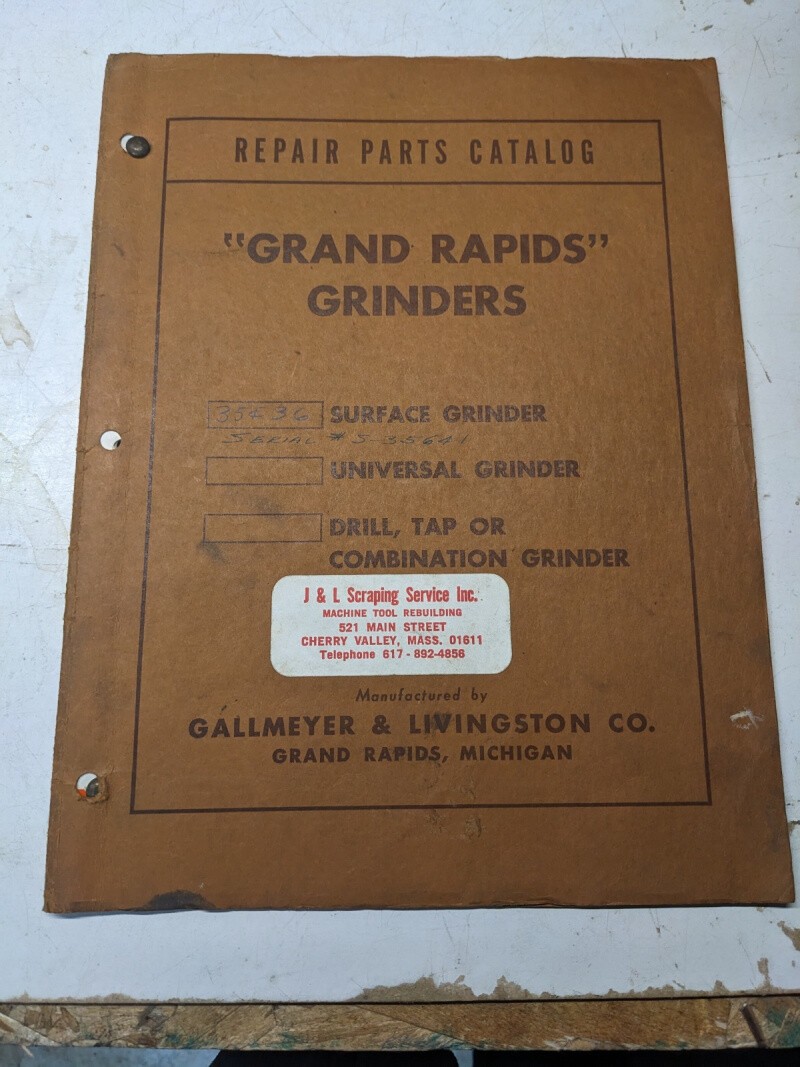 REPAIR PARTS CATALOG
"GRAND RAPIDS"
GRINDERS
35 & 36 SURFACE GRINDER
SERIAL # S-35641
UNIVERSAL GRINDER
DRILL, TAP OR
COMBINATION GRINDER
J & L Scraping Service Inc.
MACHINE TOOL REBUILDING
521 MAIN STREET
CHERRY VALLEY, MASS. 01611
Telephone 617 - 892-4856
Manufactured by
GALLMEYER & LIVINGSTON CO.
GRAND RAPIDS, MICHIGAN